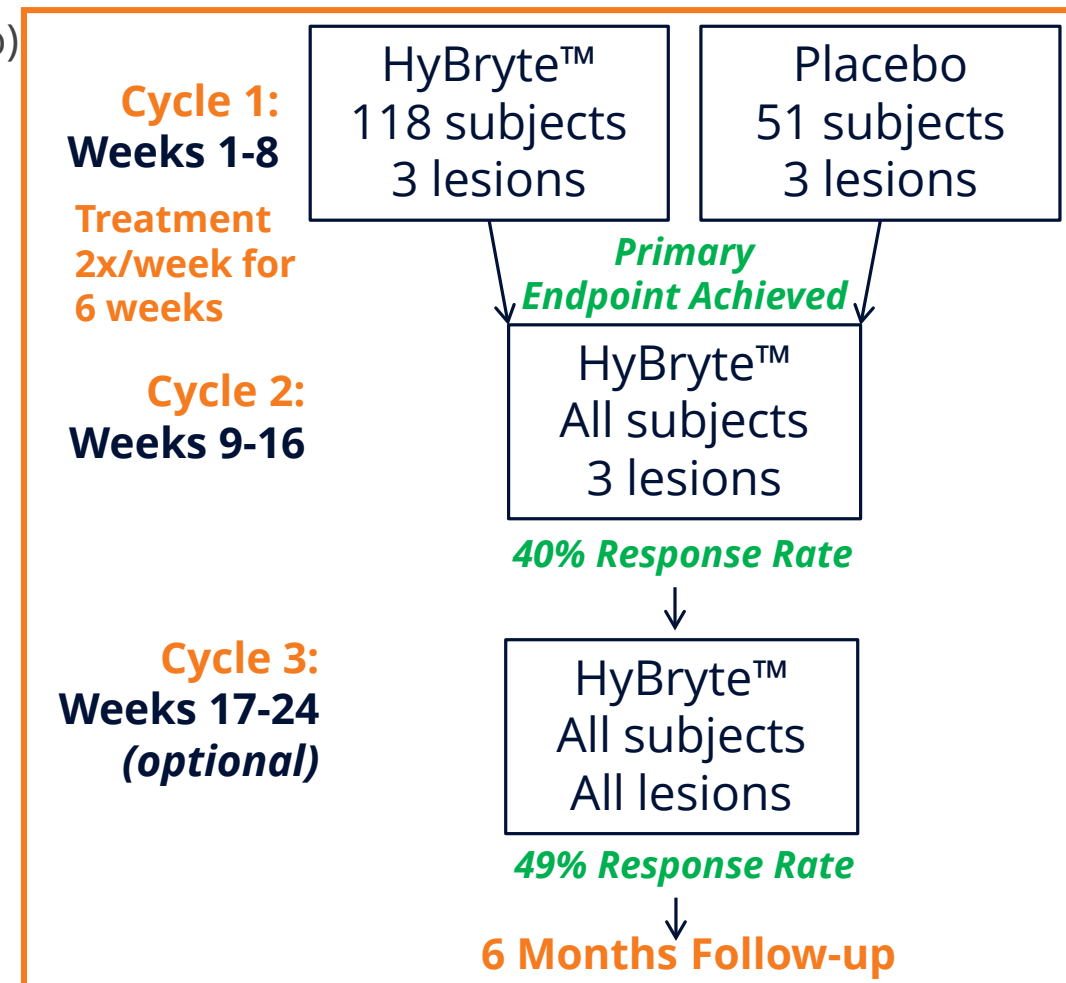 o)
HyBryte™
118 subjects
3 lesions
Placebo
51 subjects
3 lesions
Cycle 1:
Weeks 1-8
Treatment
2x/week for
6 weeks
Primary
Endpoint Achieved
HyBryte™
All subjects
3 lesions
Cycle 2:
Weeks 9-16
40% Response Rate
Cycle 3:
Weeks 17-24
(optional)
HyBryte™
All subjects
All lesions
49% Response Rate
6 Months Follow-up